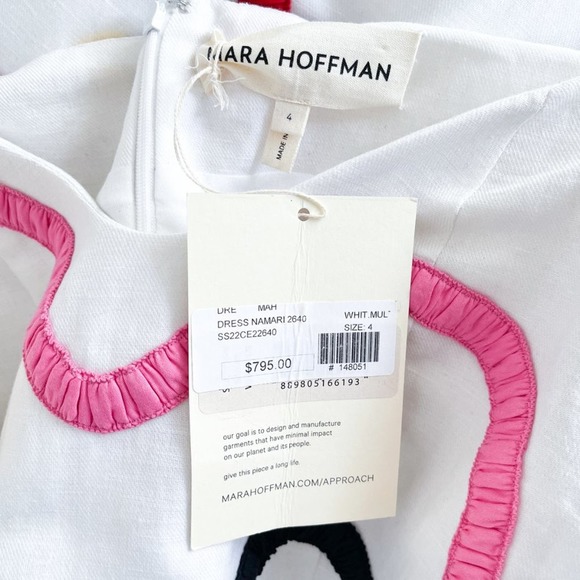 MARA HOFFMAN
4
MADE IN
DRE MAH
DRESS NAMARI 2640
SS22CE22640
WHIT.MULT
SIZE: 4
$795.00
# 148051
889805166193
our goal is to design and manufacture
garments that have minimal impact
on our planet and its people.
give this piece a long life.
MARAHOFFMAN.COM/APPROACH